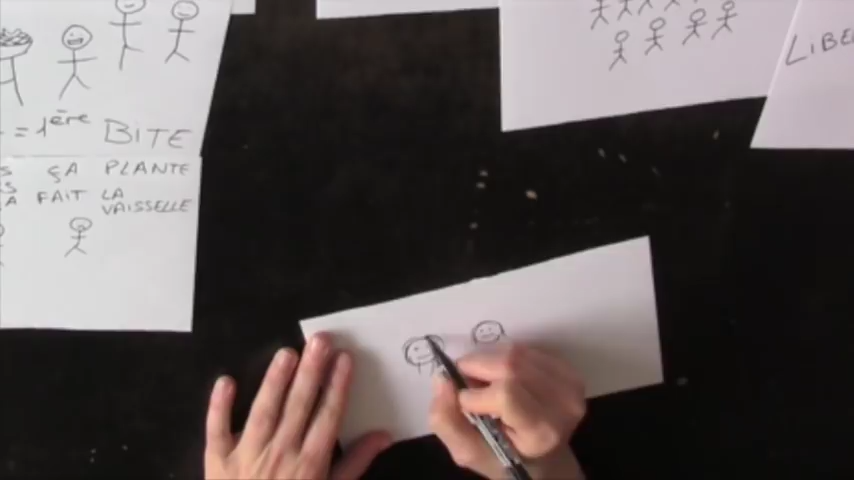 = 1ère BITE
S ÇA PLANTE
S
A FAIT LA
VAISSELLE
LIBE